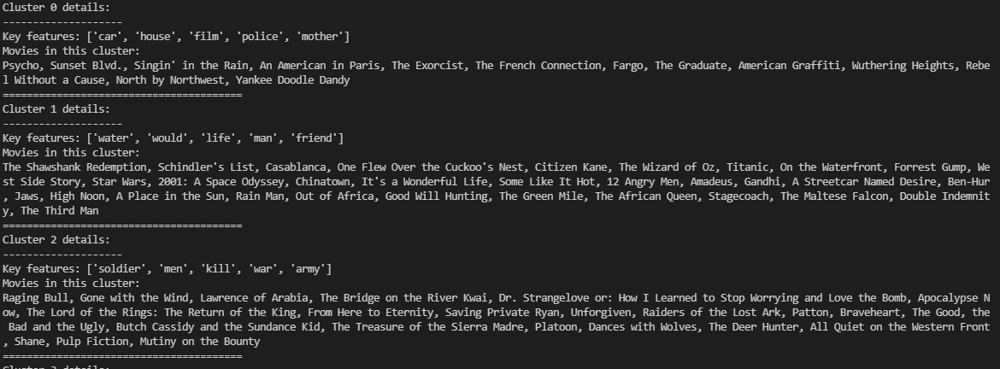 Cluster 0 details:
--------------------
Key features: ['car', 'house', 'film', 'police', 'mother']
Movies in this cluster:
Psycho, Sunset Blvd., Singin' in the Rain, An American in Paris, The Exorcist, The French Connection, Fargo, The Graduate, American Graffiti, Wuthering Heights, Rebe
l Without a Cause, North by Northwest, Yankee Doodle Dandy
========================================
Cluster 1 details:
--------------------
Key features: ['water', 'would', 'life', 'man', 'friend']
Movies in this cluster:
The Shawshank Redemption, Schindler's List, Casablanca, One Flew Over the Cuckoo's Nest, Citizen Kane, The Wizard of Oz, Titanic, On the Waterfront, Forrest Gump, We
st Side Story, Star Wars, 2001: A Space Odyssey, Chinatown, It's a Wonderful Life, Some Like It Hot, 12 Angry Men, Amadeus, Gandhi, A Streetcar Named Desire, Ben-Hur
, Jaws, High Noon, A Place in the Sun, Rain Man, Out of Africa, Good Will Hunting, The Green Mile, The African Queen, Stagecoach, The Maltese Falcon, Double Indemnit
y, The Third Man
========================================
Cluster 2 details:
--------------------
Key features: ['soldier', 'men', 'kill', 'war', 'army']
Movies in this cluster:
Raging Bull, Gone with the Wind, Lawrence of Arabia, The Bridge on the River Kwai, Dr. Strangelove or: How I Learned to Stop Worrying and Love the Bomb, Apocalypse N
ow, The Lord of the Rings: The Return of the King, From Here to Eternity, Saving Private Ryan, Unforgiven, Raiders of the Lost Ark, Patton, Braveheart, The Good, the
 Bad and the Ugly, Butch Cassidy and the Sundance Kid, The Treasure of the Sierra Madre, Platoon, Dances with Wolves, The Deer Hunter, All Quiet on the Western Front
, Shane, Pulp Fiction, Mutiny on the Bounty
========================================